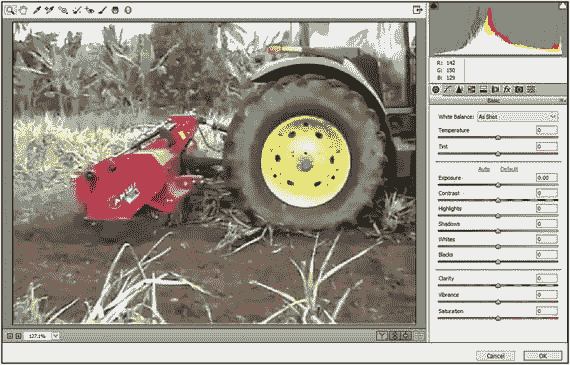 R: 142
G: 150
B: 129
Basic
White Balance: As Shot
Temperature 0
Tint 0
Auto Default
Exposure 0.00
Contrast 0
Highlights 0
Shadows 0
Whites 0
Blacks 0
Clarity 0
Vibrance 0
Saturation 0
127.1%
Cancel OK